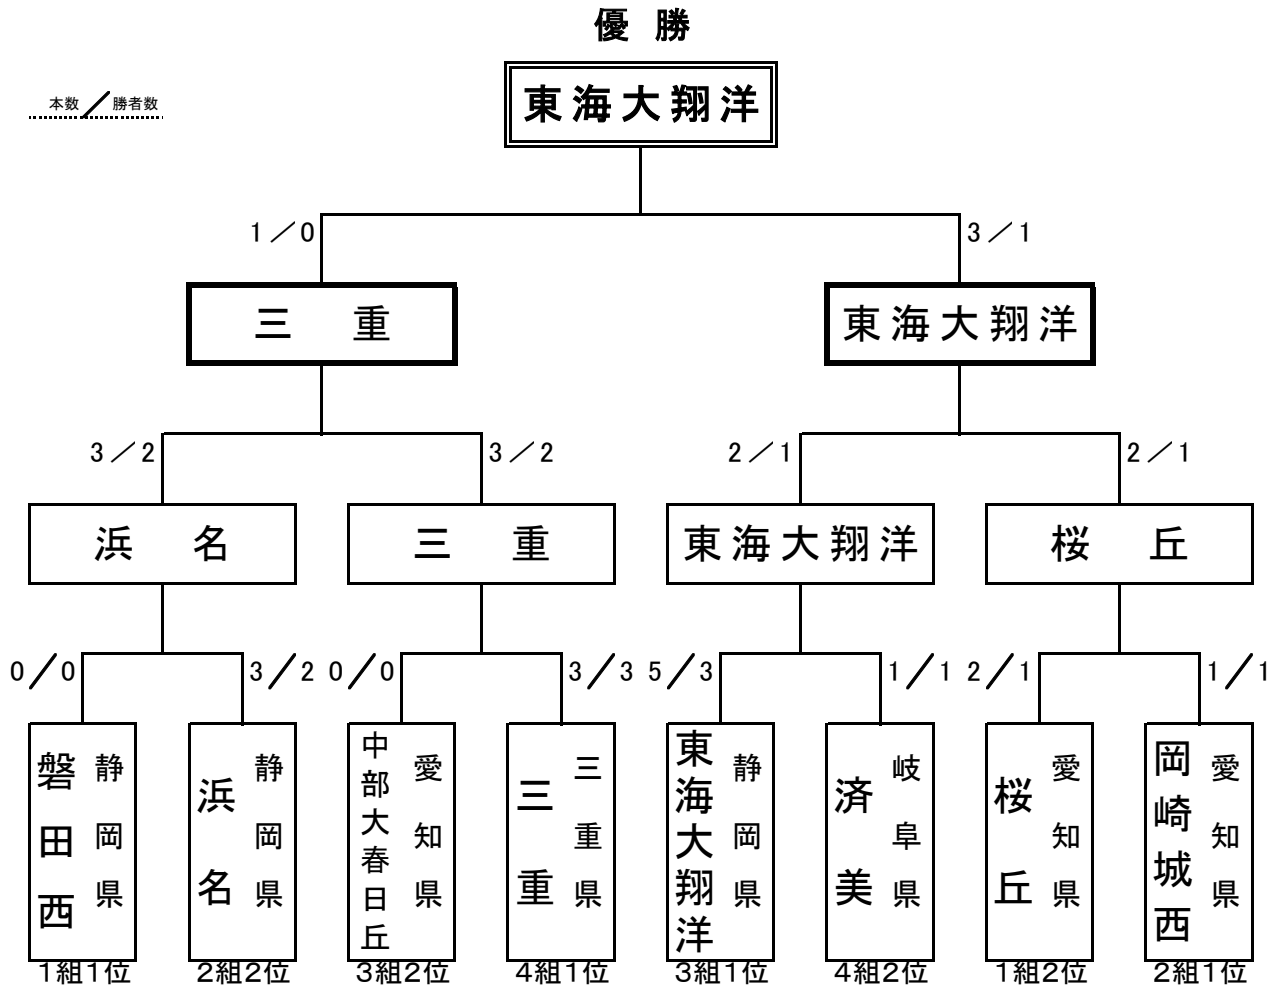 優 勝
東海大翔洋
本数／勝者数
1／0
3／1
三 重
東海大翔洋
3／2
3／2
2／1
2／1
浜 名
三 重
東海大翔洋
桜 丘
0／0
3／2
0／0
3／3
5／3
1／1
2／1
1／1
磐田西
静岡県
浜名
静岡県
中部大春日丘
愛知県
三重
三重県
東海大翔洋
静岡県
済美
岐阜県
桜丘
愛知県
岡崎城西
愛知県
1組1位
2組2位
3組2位
4組1位
3組1位
4組2位
1組2位
2組1位